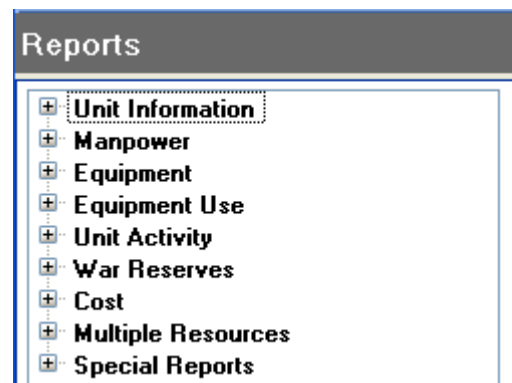 Reports
Unit Information
Manpower
Equipment
Equipment Use
Unit Activity
War Reserves
Cost
Multiple Resources
Special Reports